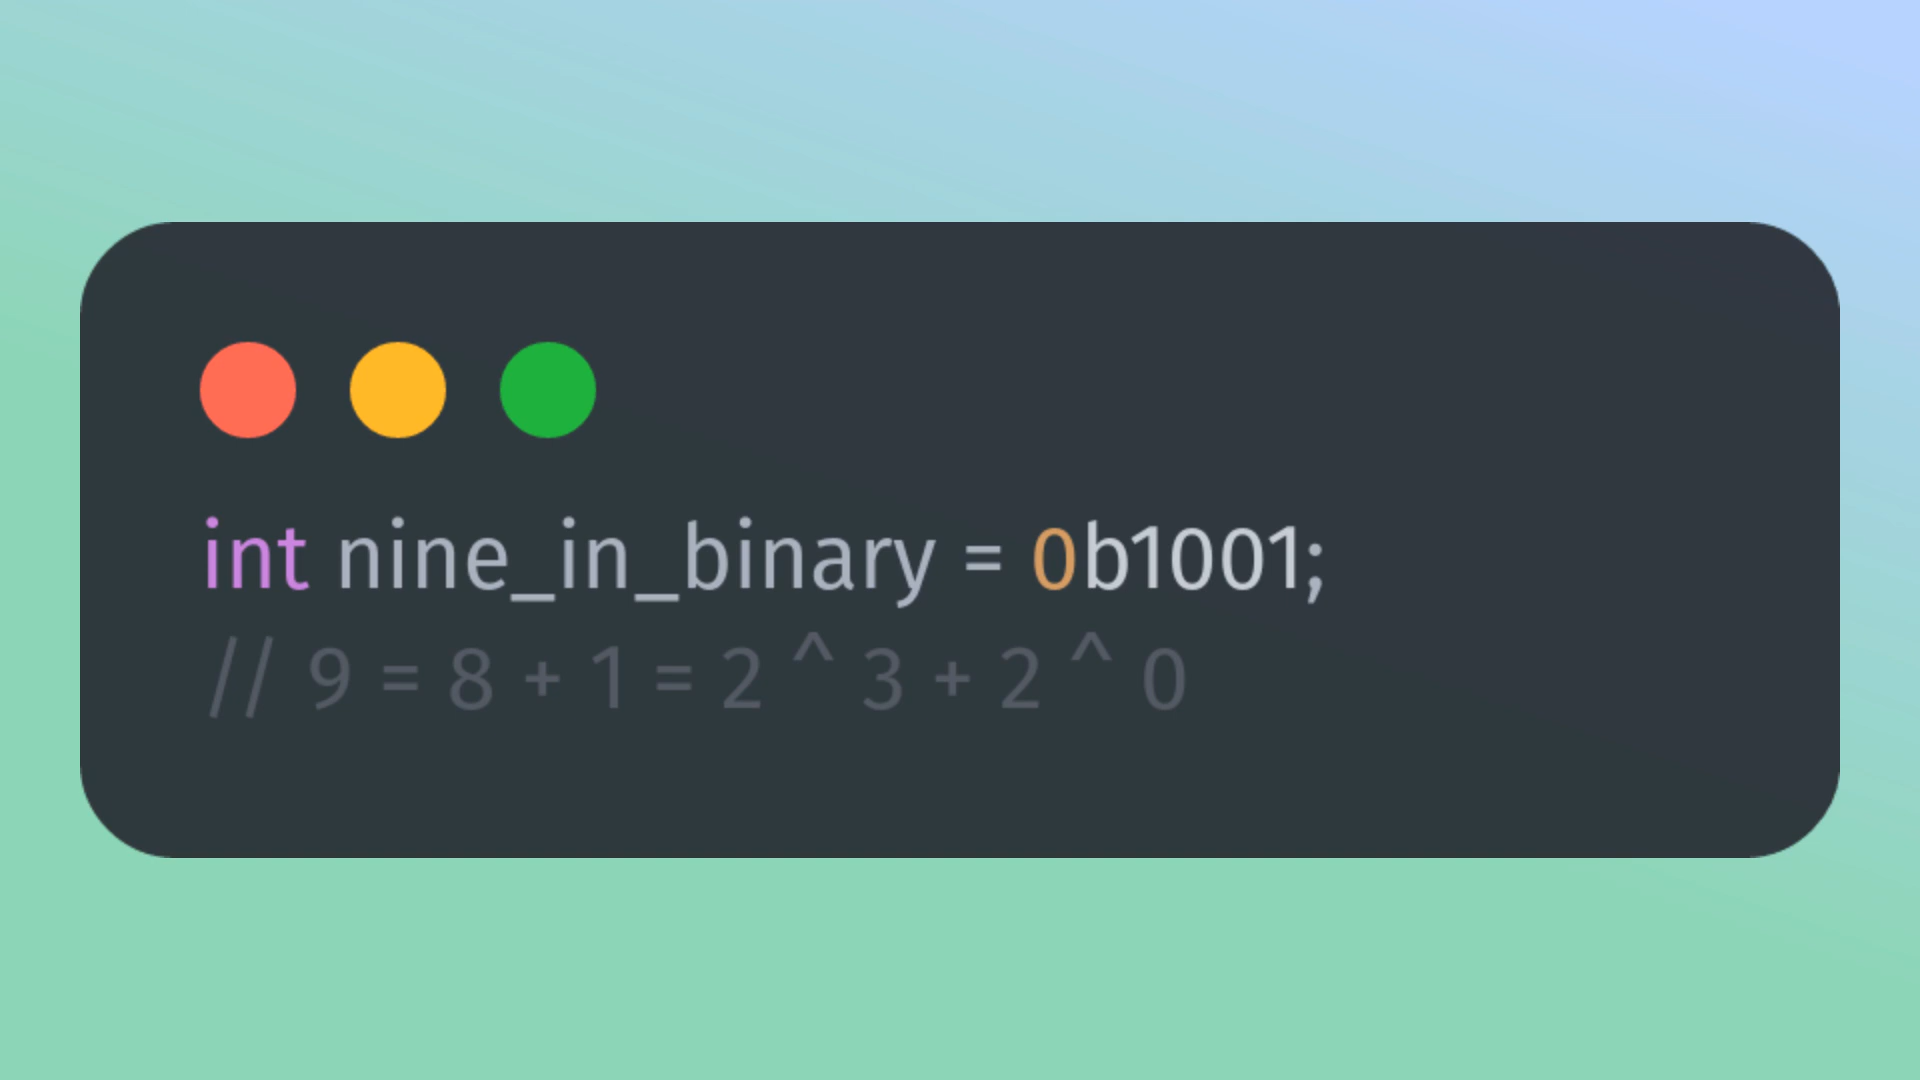 int nine_in_binary = 0b1001;
// 9 = 8 + 1 = 2 ^ 3 + 2 ^ 0